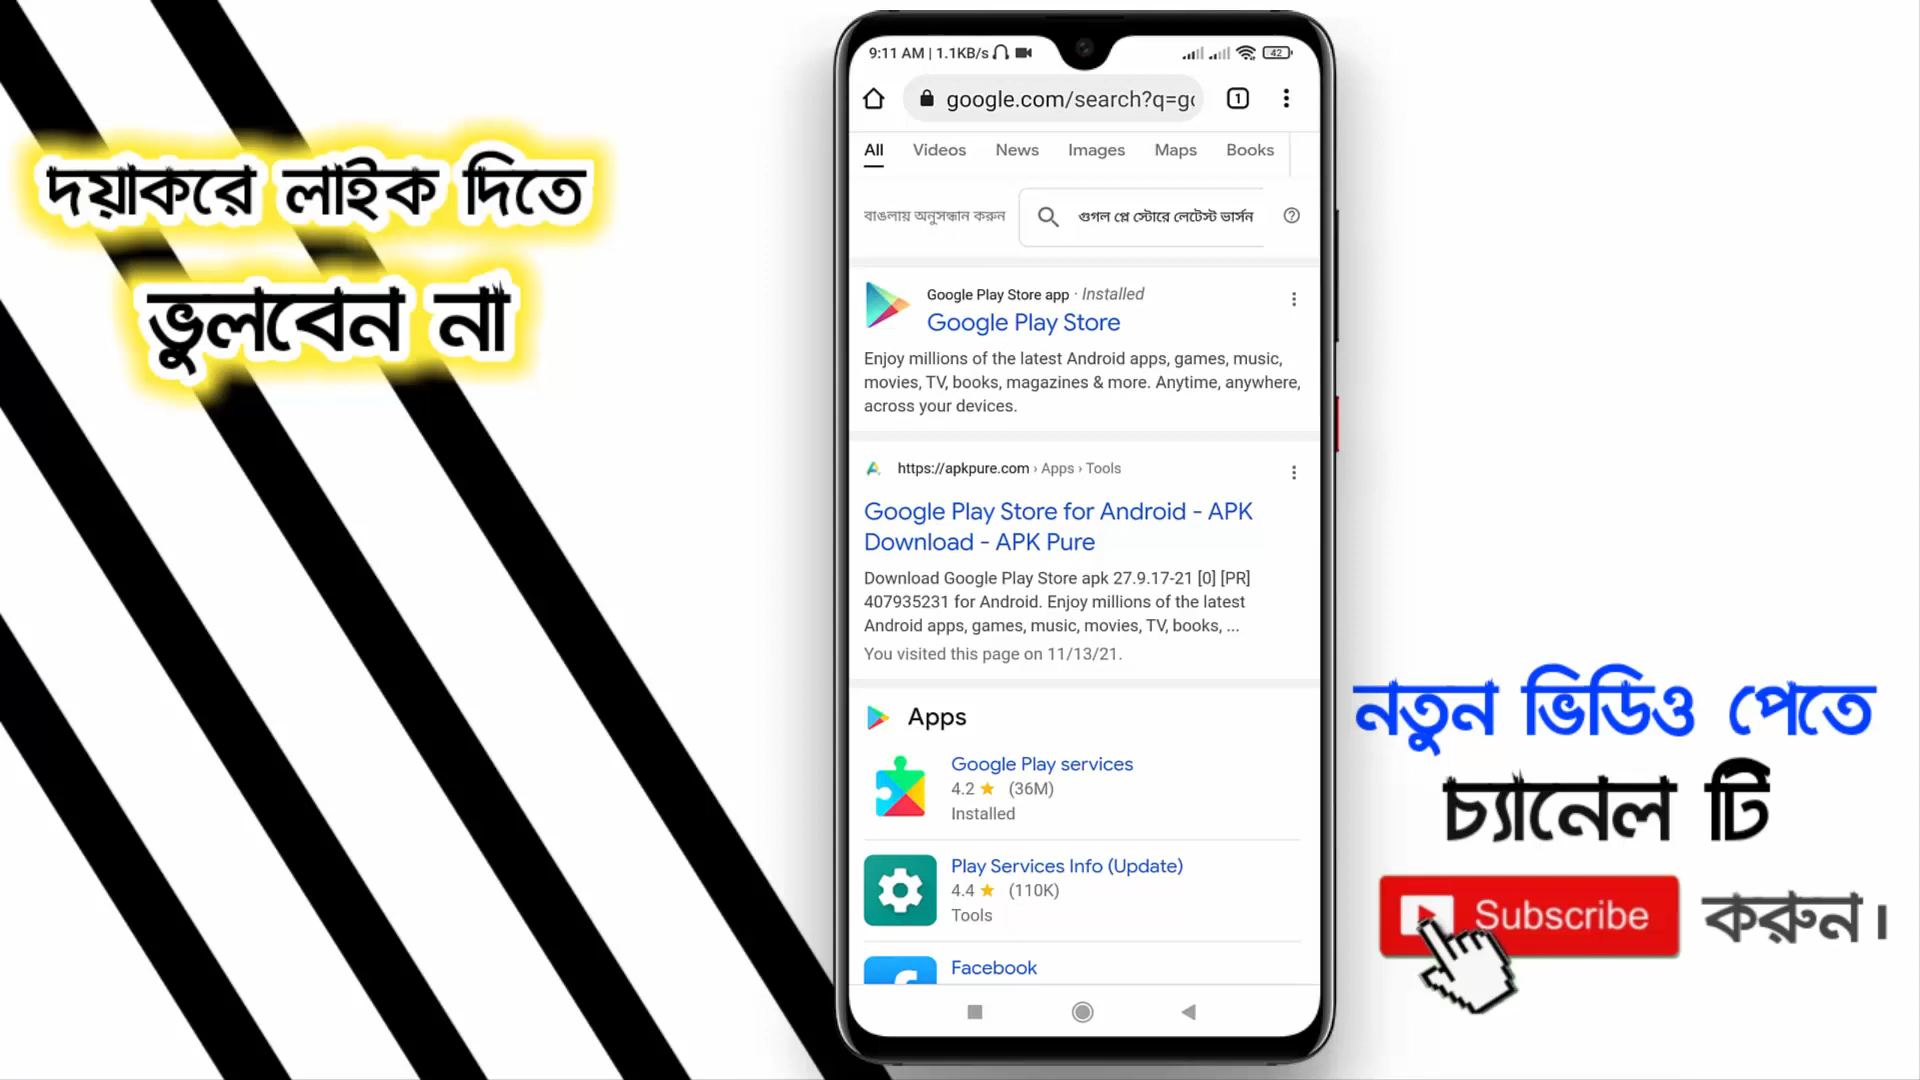 দয়াকরে লাইক দিতে
ভুলবেন না
9:11 AM | 1.1KB/s
42
google.com/search?q=go
1
All Videos News Images Maps Books
বাঙলায় অনুসন্ধান করুন
গুগল প্লে স্টোরে লেটেস্ট ভার্সন
Google Play Store app · Installed
Google Play Store
Enjoy millions of the latest Android apps, games, music,
movies, TV, books, magazines & more. Anytime, anywhere,
across your devices.
https://apkpure.com › Apps › Tools
Google Play Store for Android - APK
Download - APK Pure
Download Google Play Store apk 27.9.17-21 [0] [PR]
407935231 for Android. Enjoy millions of the latest
Android apps, games, music, movies, TV, books, ...
You visited this page on 11/13/21.
Apps
Google Play services
4.2 ★ (36M)
Installed
Play Services Info (Update)
4.4 ★ (110K)
Tools
Facebook
নতুন ভিডিও পেতে
চ্যানেল টি
Subscribe করুন।